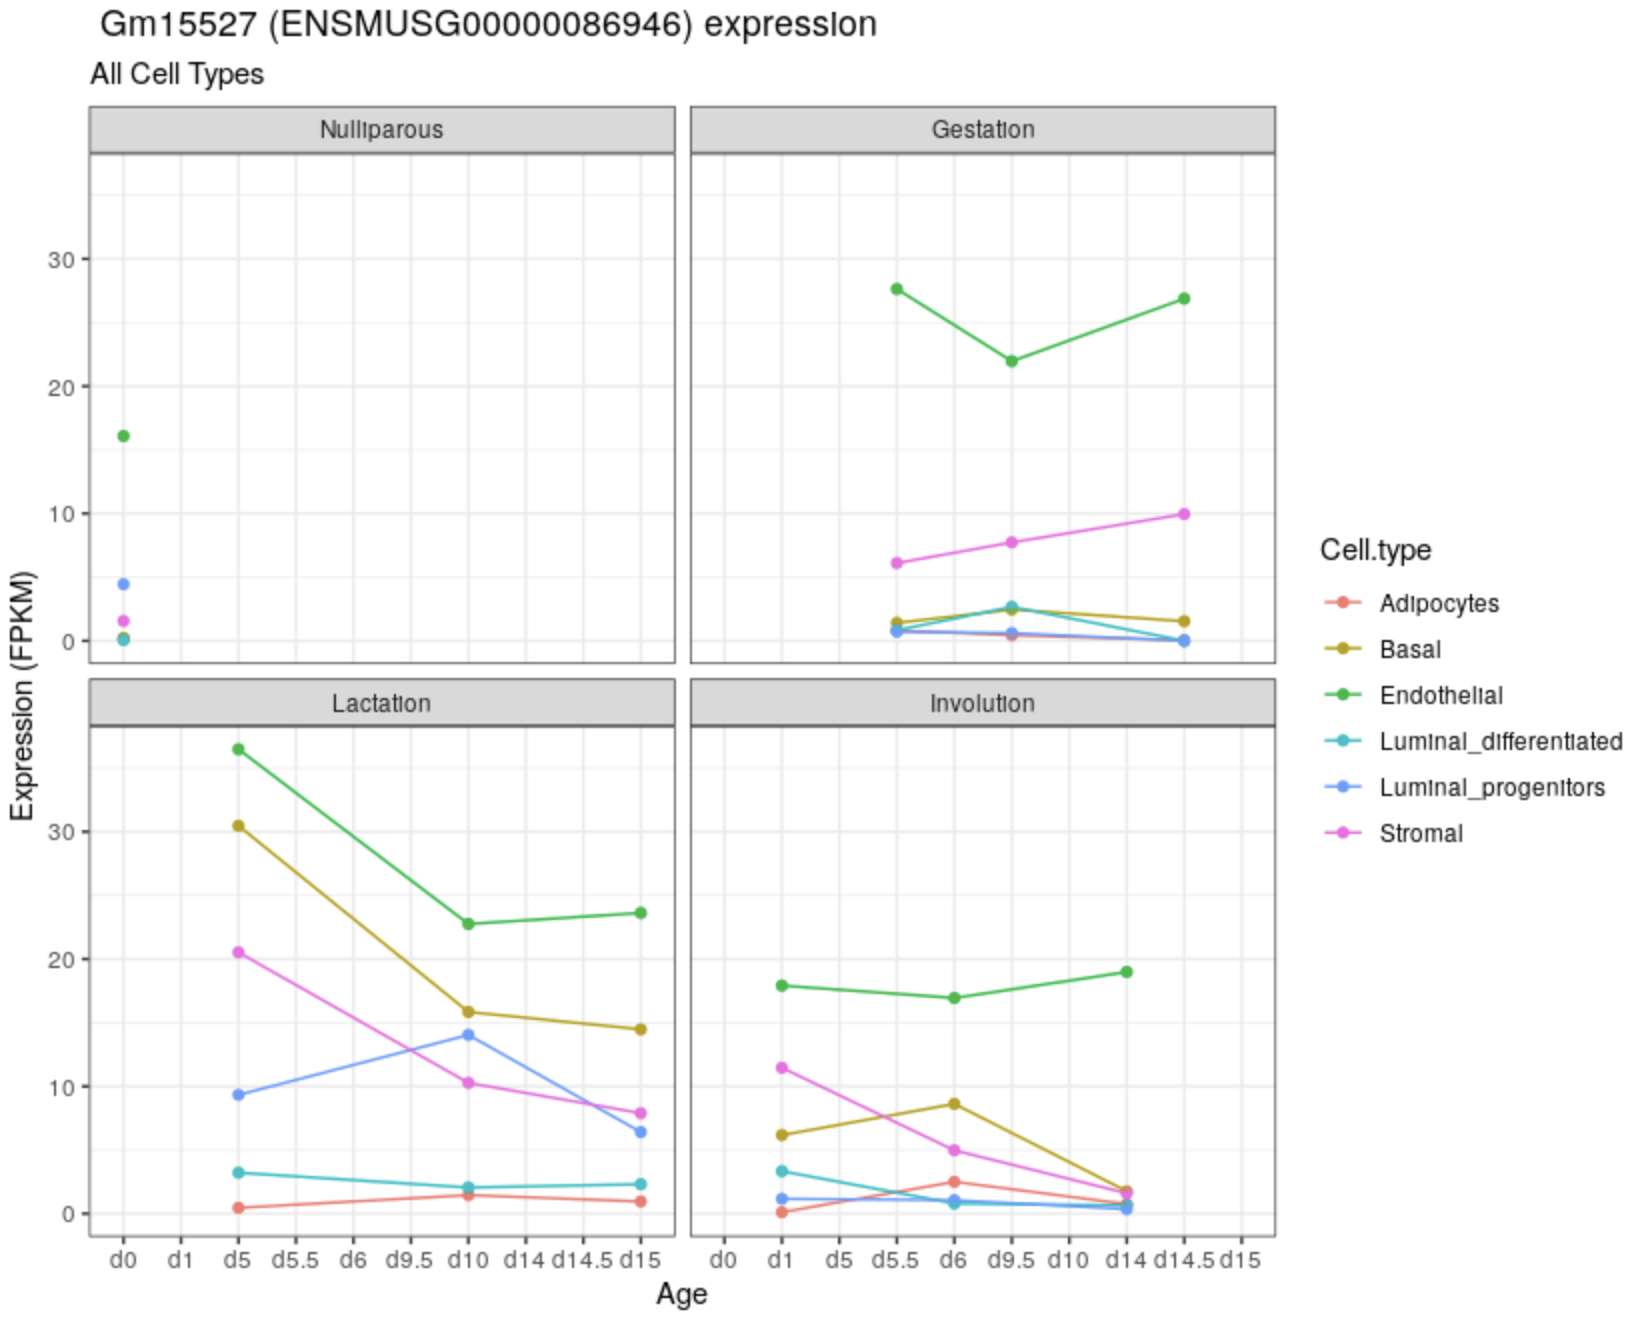 Gm15527 (ENSMUSG00000086946) expression
All Cell Types
Nulliparous
Gestation
30
20
10
0
Lactation
Involution
30
20
10
0
d0 d1 d5 d5.5 d6 d9.5 d10 d14 d14.5 d15
d0 d1 d5 d5.5 d6 d9.5 d10 d14 d14.5 d15
Age
Expression (FPKM)
Cell.type
Adipocytes
Basal
Endothelial
Luminal_differentiated
Luminal_progenitors
Stromal